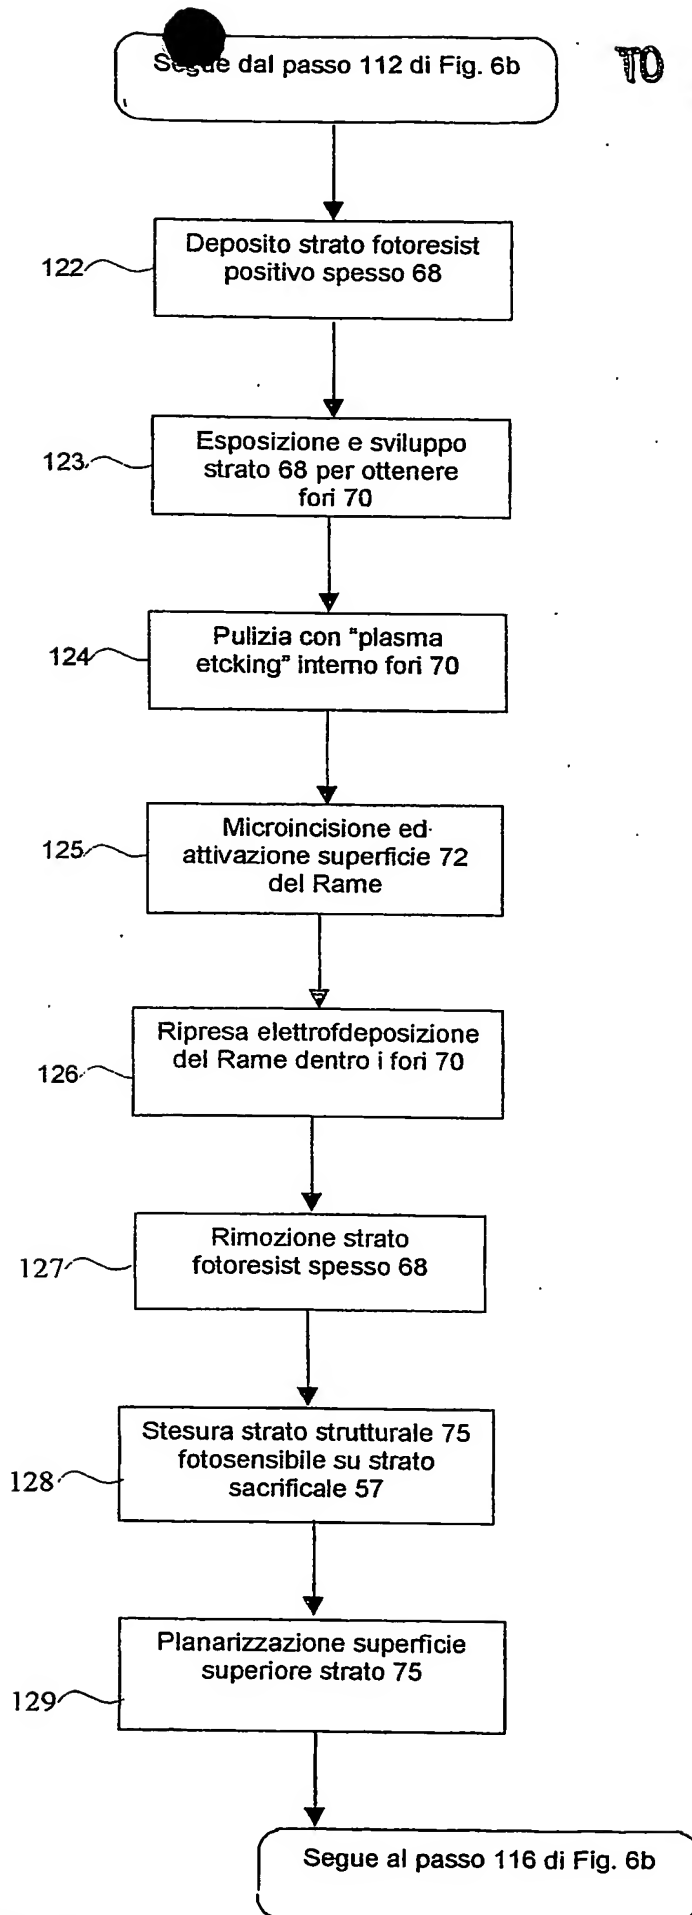 Segue dal passo 112 di Fig. 6b
TO
122
Deposito strato fotoresist
positivo spesso 68
123
Esposizione e sviluppo
strato 68 per ottenere
fori 70
124
Pulizia con "plasma
etcking" interno fori 70
125
Microincisione ed
attivazione superficie 72
del Rame
126
Ripresa elettrofdeposizione
del Rame dentro i fori 70
127
Rimozione strato
fotoresist spesso 68
128
Stesura strato strutturale 75
fotosensibile su strato
sacrificale 57
129
Planarizzazione superficie
superiore strato 75
Segue al passo 116 di Fig. 6b